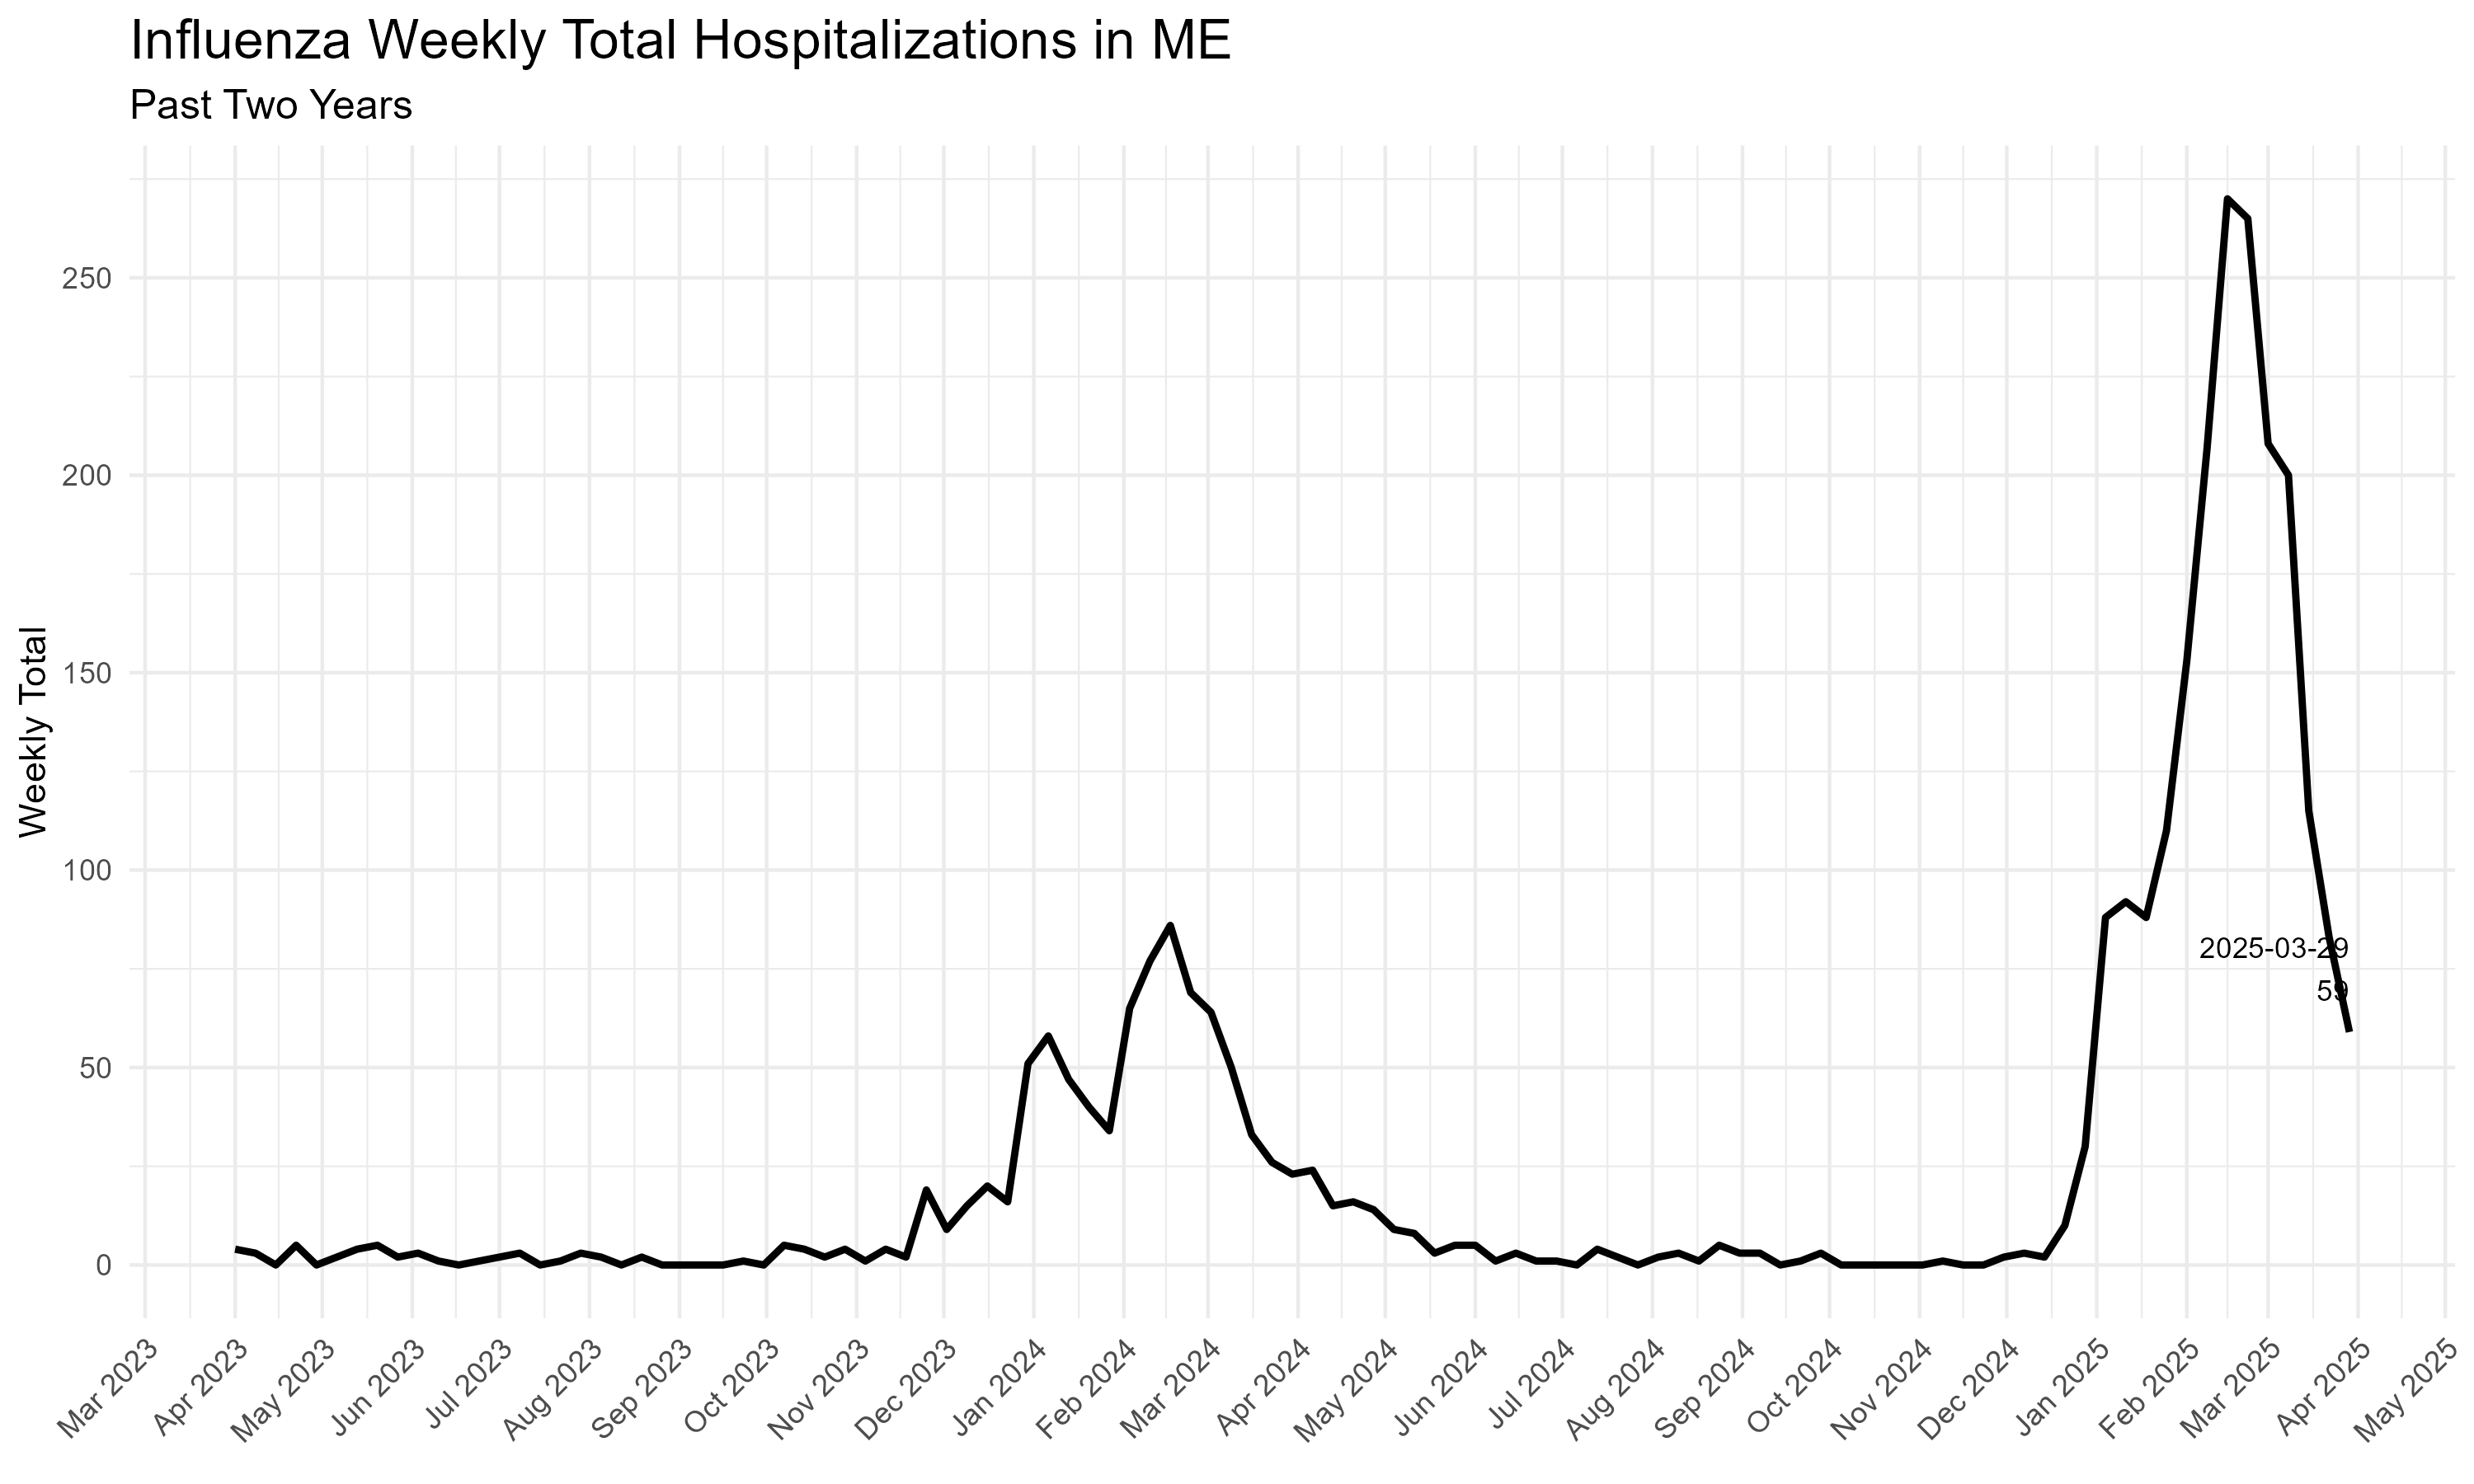 Influenza Weekly Total Hospitalizations in ME
Past Two Years
Weekly Total
250
200
150
100
50
0
2025-03-29
59
Mar 2023
Apr 2023
May 2023
Jun 2023
Jul 2023
Aug 2023
Sep 2023
Oct 2023
Nov 2023
Dec 2023
Jan 2024
Feb 2024
Mar 2024
Apr 2024
May 2024
Jun 2024
Jul 2024
Aug 2024
Sep 2024
Oct 2024
Nov 2024
Dec 2024
Jan 2025
Feb 2025
Mar 2025
Apr 2025
May 2025